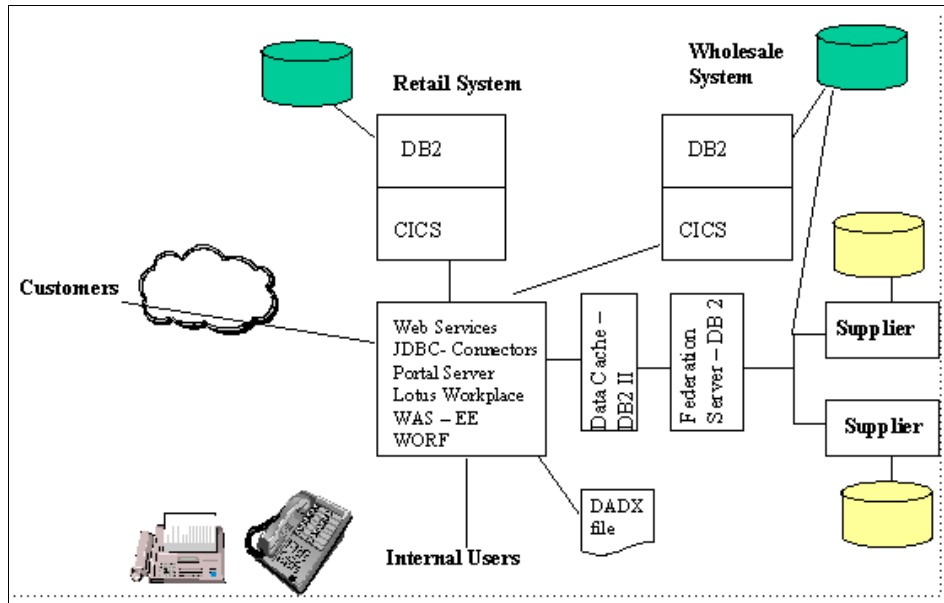 Retail System
Wholesale
System
DB2
CICS
DB2
CICS
Customers
Web Services
JDBC- Connectors
Portal Server
Lotus Workplace
WAS – EE
WORF
Data Cache –
DB2 II
Federation
Server – DB 2
Supplier
Supplier
DADX
file
Internal Users